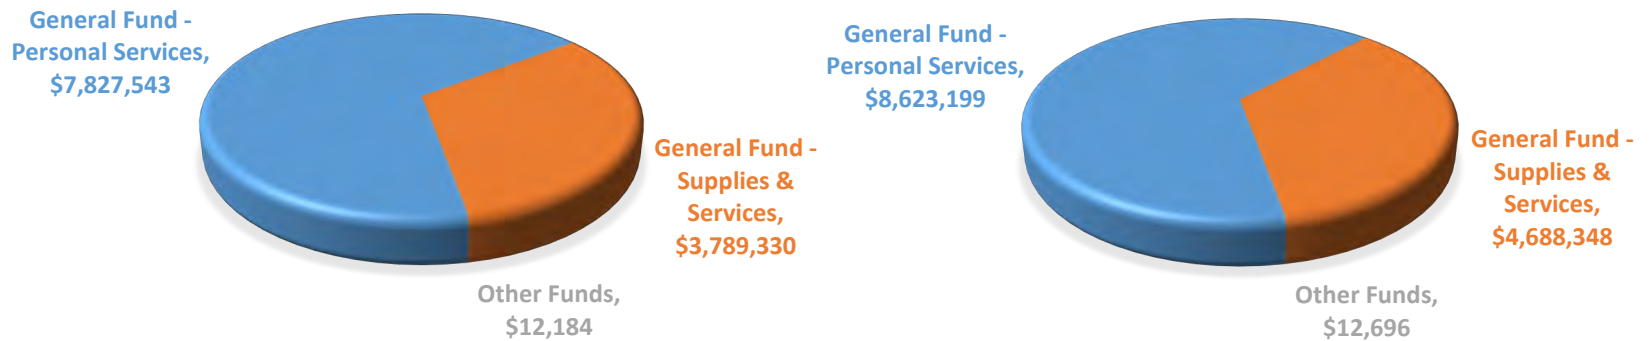 General Fund -
Personal Services,
$7,827,543
General Fund -
Supplies &
Services,
$3,789,330
Other Funds,
$12,184
General Fund -
Personal Services,
$8,623,199
General Fund -
Supplies &
Services,
$4,688,348
Other Funds,
$12,696